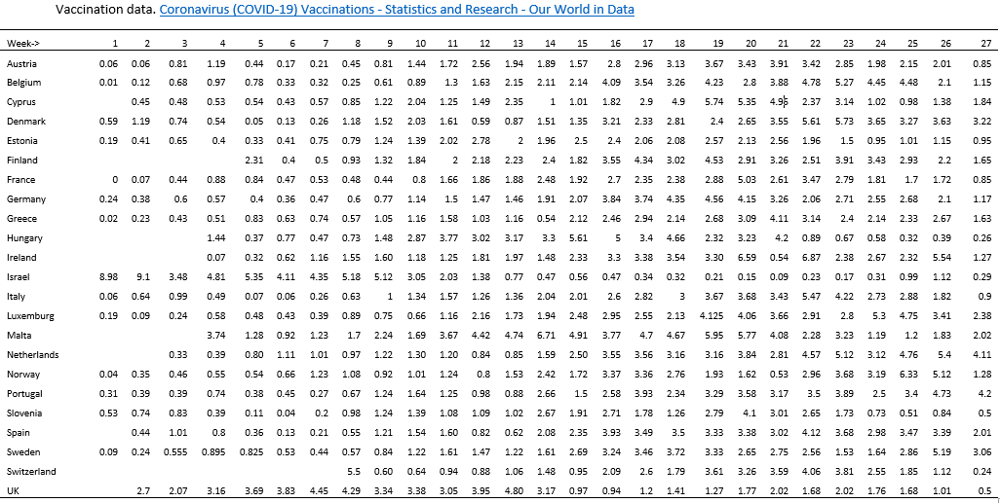 Vaccination data. Coronavirus (COVID-19) Vaccinations - Statistics and Research - Our World in Data
Week-> 1 2 3 4 5 6 7 8 9 10 11 12 13 14 15 16 17 18 19 20 21 22 23 24 25 26 27
Austria 0.06 0.06 0.81 1.19 0.44 0.17 0.21 0.45 0.81 1.44 1.72 2.56 1.94 1.89 1.57 2.8 2.96 3.13 3.67 3.43 3.91 3.42 2.85 1.98 2.15 2.01 0.85
Belgium 0.01 0.12 0.68 0.97 0.78 0.33 0.32 0.25 0.61 0.89 1.3 1.63 2.15 2.11 2.14 4.09 3.54 3.26 4.23 2.8 3.88 4.78 5.27 4.45 4.48 2.1 1.15
Cyprus 0.45 0.48 0.53 0.54 0.43 0.57 0.85 1.22 2.04 1.25 1.49 2.35 1 1.01 1.82 2.9 4.9 5.74 5.35 4.96 2.37 3.14 1.02 0.98 1.38 1.84
Denmark 0.59 1.19 0.74 0.54 0.05 0.13 0.26 1.18 1.52 2.03 1.61 0.59 0.87 1.51 1.35 3.21 2.33 2.81 2.4 2.65 3.55 5.61 5.73 3.65 3.27 3.63 3.22
Estonia 0.19 0.41 0.65 0.4 0.33 0.41 0.75 0.79 1.24 1.39 2.02 2.78 2 1.96 2.5 2.4 2.06 2.08 2.57 2.13 2.56 1.96 1.5 0.95 1.01 1.15 0.95
Finland 2.31 0.4 0.5 0.93 1.32 1.84 2 2.18 2.23 2.4 1.82 3.55 4.34 3.02 4.53 2.91 3.26 2.51 3.91 3.43 2.93 2.2 1.65
France 0 0.07 0.44 0.88 0.84 0.47 0.53 0.48 0.44 0.8 1.66 1.86 1.88 2.48 1.92 2.7 2.35 2.38 2.88 5.03 2.61 3.47 2.79 1.81 1.7 1.72 0.85
Germany 0.24 0.38 0.6 0.57 0.4 0.36 0.47 0.6 0.77 1.14 1.5 1.47 1.46 1.91 2.07 3.84 3.74 4.35 4.56 4.15 3.26 2.06 2.71 2.55 2.68 2.1 1.17
Greece 0.02 0.23 0.43 0.51 0.83 0.63 0.74 0.57 1.05 1.16 1.58 1.03 1.16 0.54 2.12 2.46 2.94 2.14 2.68 3.09 4.11 3.14 2.4 2.14 2.33 2.67 1.63
Hungary 1.44 0.37 0.77 0.47 0.73 1.48 2.87 3.77 3.02 3.17 3.3 5.61 5 3.4 4.66 2.32 3.23 4.2 0.89 0.67 0.58 0.32 0.39 0.26
Ireland 0.07 0.32 0.62 1.16 1.55 1.60 1.18 1.25 1.81 1.97 1.48 2.33 3.3 3.38 3.54 3.30 6.59 0.54 6.87 2.38 2.67 2.32 5.54 1.27
Israel 8.98 9.1 3.48 4.81 5.35 4.11 4.35 5.18 5.12 3.05 2.03 1.38 0.77 0.47 0.56 0.47 0.34 0.32 0.21 0.15 0.09 0.23 0.17 0.31 0.99 1.12 0.29
Italy 0.06 0.64 0.99 0.49 0.07 0.06 0.26 0.63 1 1.34 1.57 1.26 1.36 2.04 2.01 2.6 2.82 3 3.67 3.68 3.43 5.47 4.22 2.73 2.88 1.82 0.9
Luxemburg 0.19 0.09 0.24 0.58 0.48 0.43 0.39 0.89 0.75 0.66 1.16 2.16 1.73 1.94 2.48 2.95 2.55 2.13 4.125 4.06 3.66 2.91 2.8 5.3 4.75 3.41 2.38
Malta 3.74 1.28 0.92 1.23 1.7 2.24 1.69 3.67 4.42 4.74 6.71 4.91 3.77 4.7 4.67 5.95 5.77 4.08 2.28 3.23 1.19 1.2 1.83 2.02
Netherlands 0.33 0.39 0.80 1.11 1.01 0.97 1.22 1.30 1.20 0.84 0.85 1.59 2.50 3.55 3.56 3.16 3.16 3.84 2.81 4.57 5.12 3.12 4.76 5.4 4.11
Norway 0.04 0.35 0.46 0.55 0.54 0.66 1.23 1.08 0.92 1.01 1.24 0.8 1.53 2.42 1.72 3.37 3.36 2.76 1.93 1.62 0.53 2.96 3.68 3.19 6.33 5.12 1.28
Portugal 0.31 0.39 0.39 0.74 0.38 0.45 0.27 0.67 1.24 1.64 1.25 0.98 0.88 2.66 1.5 2.58 3.93 2.34 3.29 3.58 3.17 3.5 3.89 2.5 3.4 4.73 4.2
Slovenia 0.53 0.74 0.83 0.39 0.11 0.04 0.2 0.98 1.24 1.39 1.08 1.09 1.02 2.67 1.91 2.71 1.78 1.26 2.79 4.1 3.01 2.65 1.73 0.73 0.51 0.84 0.5
Spain 0.44 1.01 0.8 0.36 0.13 0.21 0.55 1.21 1.54 1.60 0.82 0.62 2.08 2.35 3.93 3.49 3.5 3.33 3.38 3.02 4.12 3.68 2.98 3.47 3.39 2.01
Sweden 0.09 0.24 0.555 0.895 0.825 0.53 0.44 0.57 0.84 1.22 1.61 1.47 1.22 1.61 2.69 3.24 3.46 3.72 3.33 2.65 2.75 2.56 1.53 1.64 2.86 5.19 3.06
Switzerland 5.5 0.60 0.64 0.94 0.88 1.06 1.48 0.95 2.09 2.6 1.79 3.61 3.26 3.59 4.06 3.81 2.55 1.85 1.12 0.24
UK 2.7 2.07 3.16 3.69 3.83 4.45 4.29 3.34 3.38 3.05 3.95 4.80 3.17 0.97 0.94 1.2 1.41 1.27 1.77 2.02 1.68 2.02 1.76 1.68 1.01 0.5